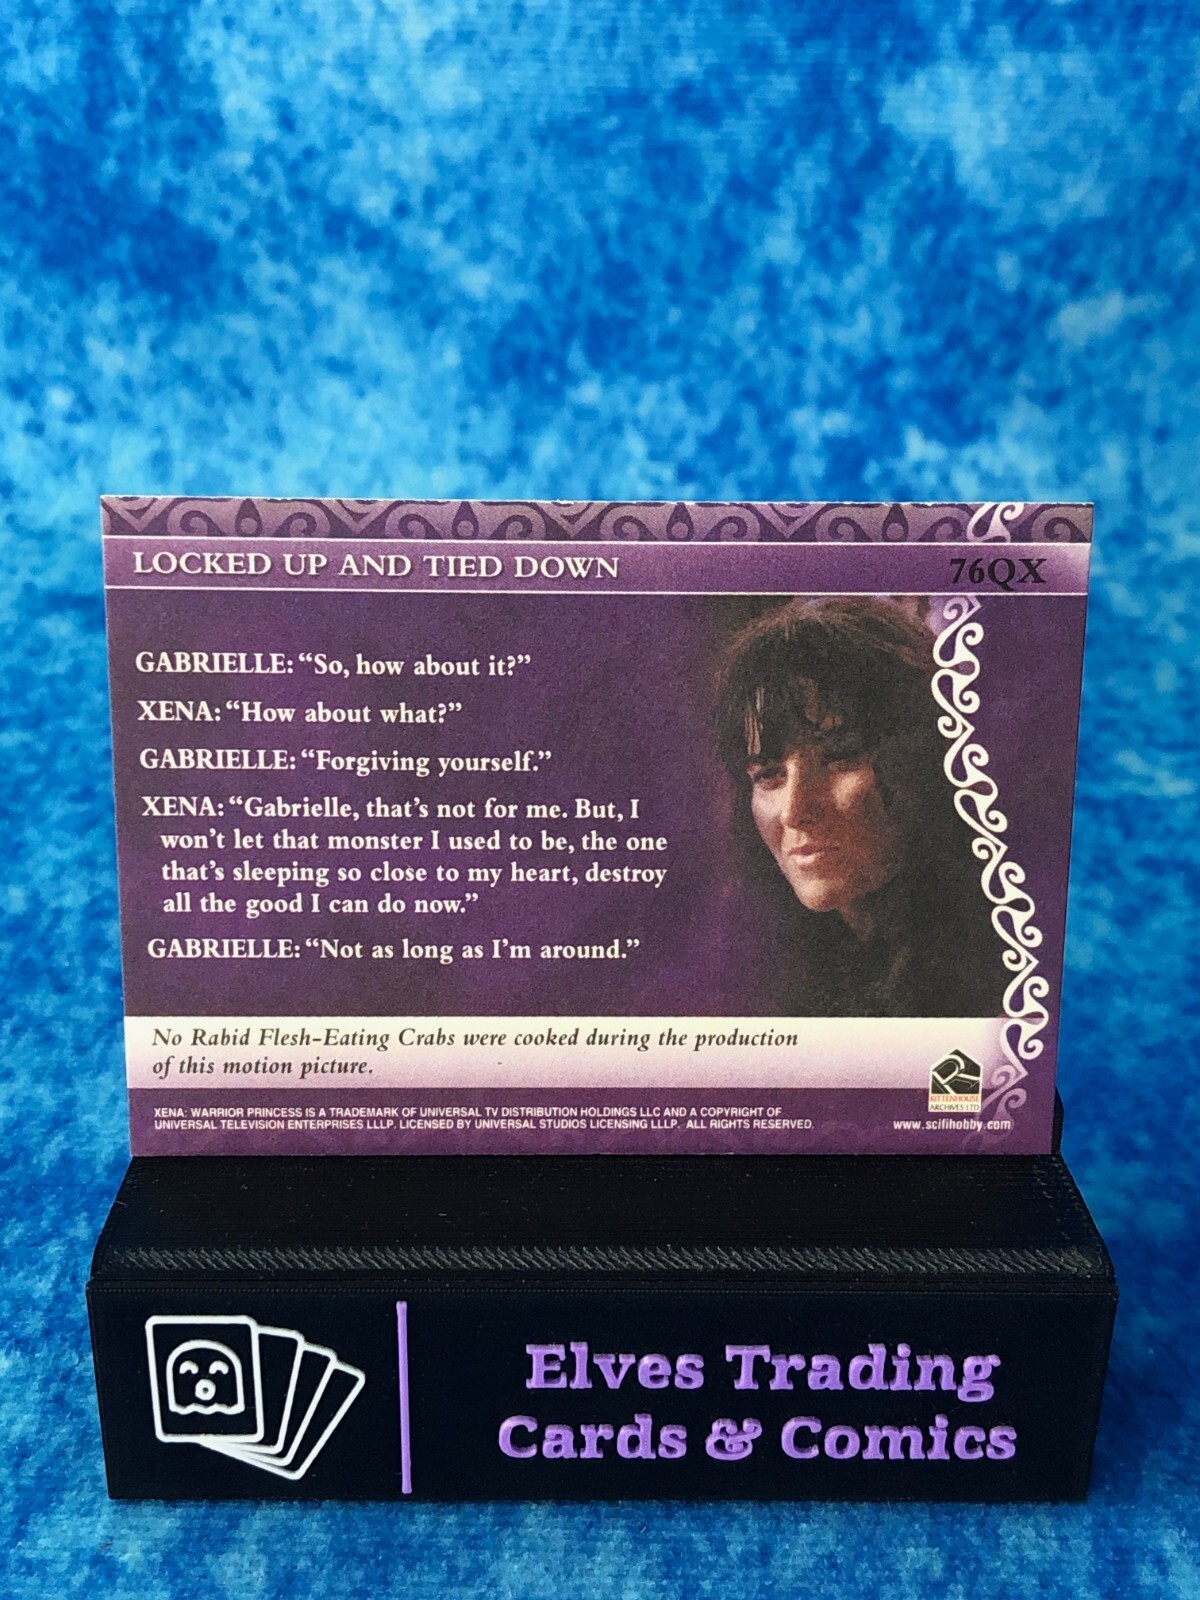 LOCKED UP AND TIED DOWN 76QX
GABRIELLE: “So, how about it?”
XENA: “How about what?”
GABRIELLE: “Forgiving yourself.”
XENA: “Gabrielle, that’s not for me. But, I
won’t let that monster I used to be, the one
that’s sleeping so close to my heart, destroy
all the good I can do now.”
GABRIELLE: “Not as long as I’m around.”
No Rabid Flesh-Eating Crabs were cooked during the production
of this motion picture.
RITTENHOUSE
ARCHIVES LTD
XENA: WARRIOR PRINCESS IS A TRADEMARK OF UNIVERSAL TV DISTRIBUTION HOLDINGS LLC AND A COPYRIGHT OF
UNIVERSAL TELEVISION ENTERPRISES LLLP. LICENSED BY UNIVERSAL STUDIOS LICENSING LLLP. ALL RIGHTS RESERVED.
www.scifihobby.com
Elves Trading
Cards & Comics